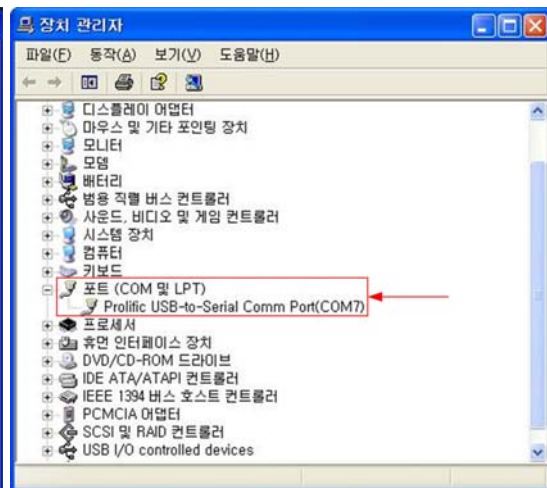 장치 관리자
파일(F) 동작(A) 보기(V) 도움말(H)
디스플레이 어댑터
마우스 및 기타 포인팅 장치
모니터
모뎀
배터리
범용 직렬 버스 컨트롤러
사운드, 비디오 및 게임 컨트롤러
시스템 장치
컴퓨터
키보드
포트 (COM 및 LPT)
Prolific USB-to-Serial Comm Port(COM7)
프로세서
휴먼 인터페이스 장치
DVD/CD-ROM 드라이브
IDE ATA/ATAPI 컨트롤러
IEEE 1394 버스 호스트 컨트롤러
PCMCIA 어댑터
SCSI 및 RAID 컨트롤러
USB I/O controlled devices